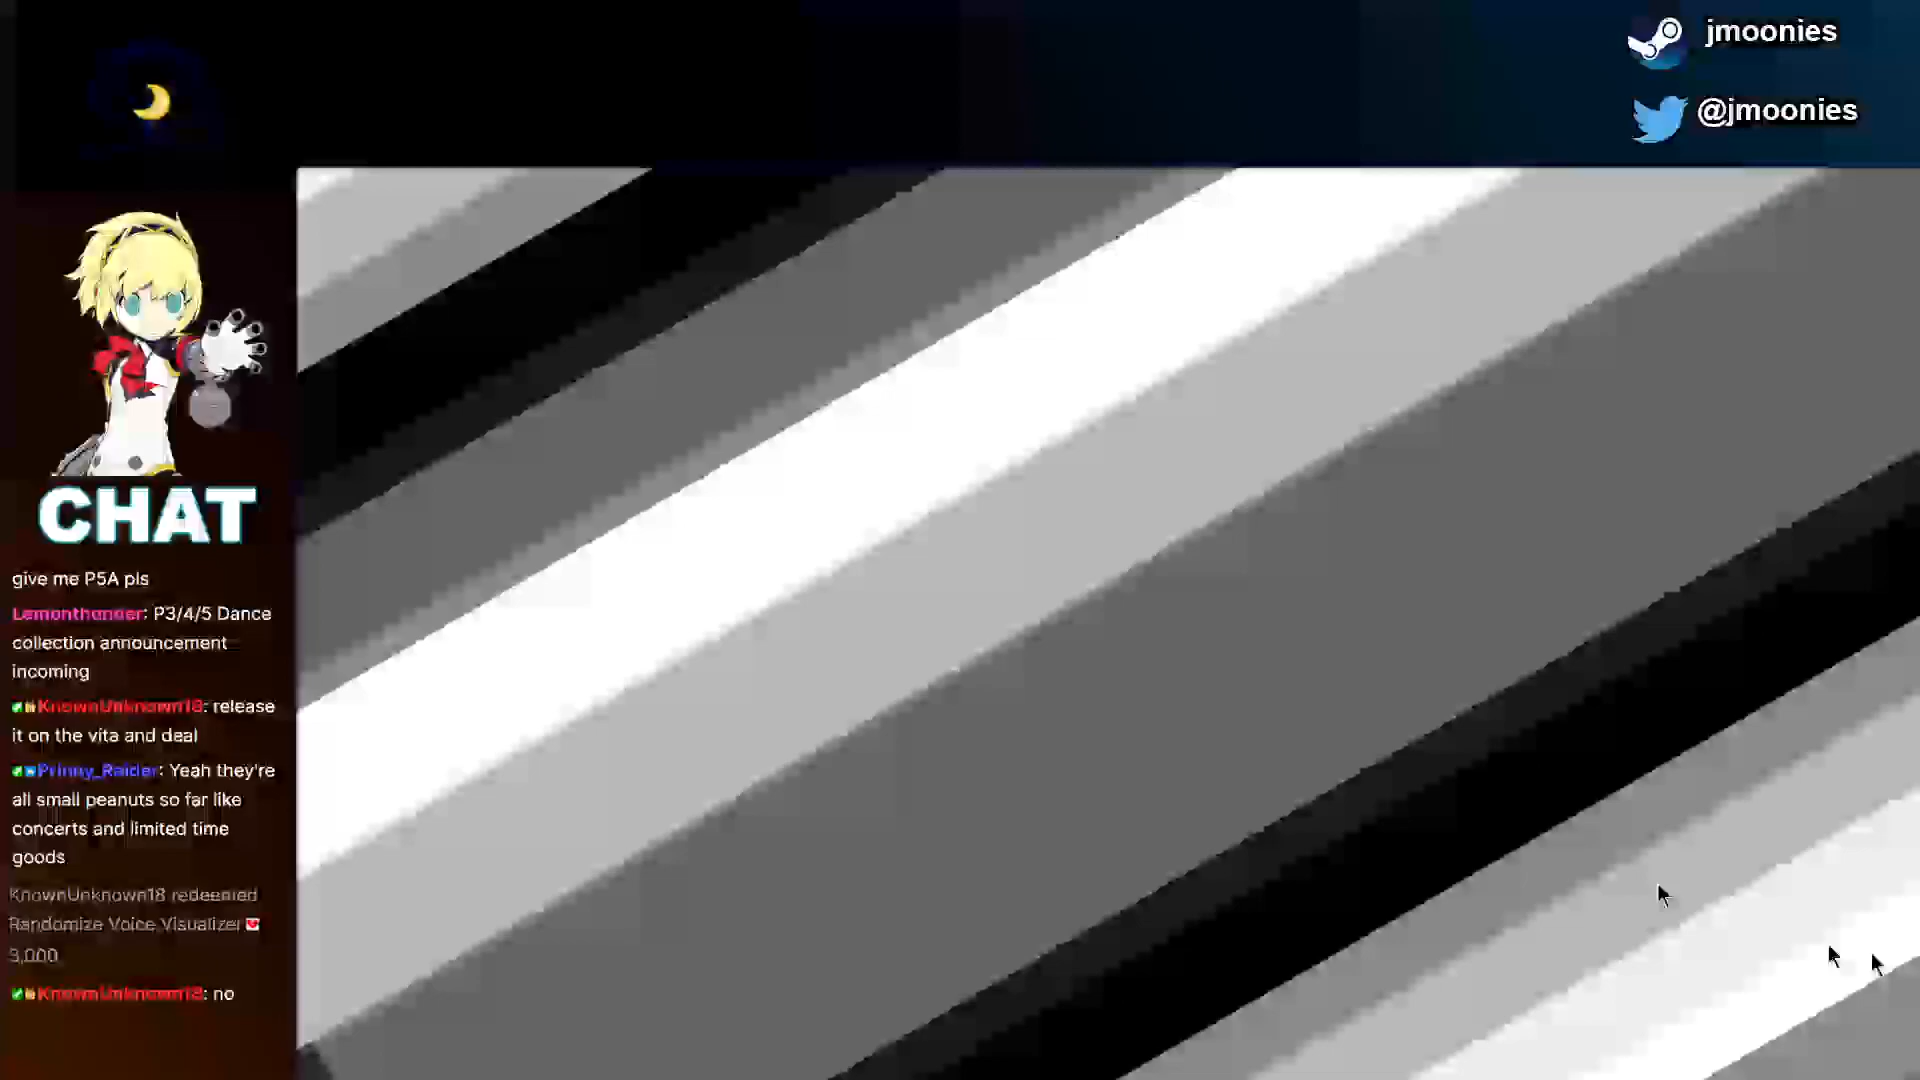 jmoonies
@jmoonies
CHAT
give me P5A pls
Lemonthonder: P3/4/5 Dance
collection announcement
incoming
KnownUnknown18: release
it on the vita and deal
Prinny_Raider: Yeah they're
all small peanuts so far like
concerts and limited time
goods
KnownUnknown18 redeemed
Randomize Voice Visualizer
3,000
KnownUnknown18: no